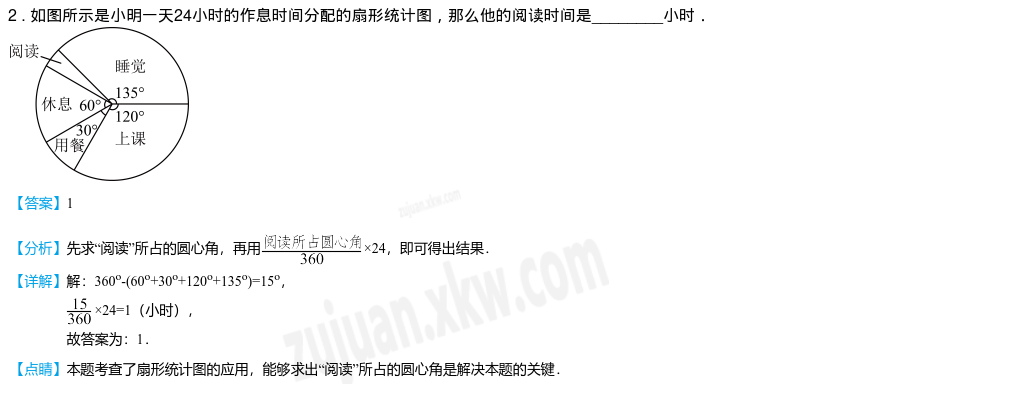 2．如图所示是小明一天24小时的作息时间分配的扇形统计图，那么他的阅读时间是_________小时．
阅读
睡觉
135°
休息 60°
120°
30°
上课
用餐
【答案】1
【分析】先求“阅读”所占的圆心角，再用阅读所占圆心角/360×24，即可得出结果．
【详解】解：360°-(60°+30°+120°+135°)=15°，
15/360×24=1（小时），
故答案为：1．
【点睛】本题考查了扇形统计图的应用，能够求出“阅读”所占的圆心角是解决本题的关键．
zujuan.xkw.com
zujuan.xkw.com